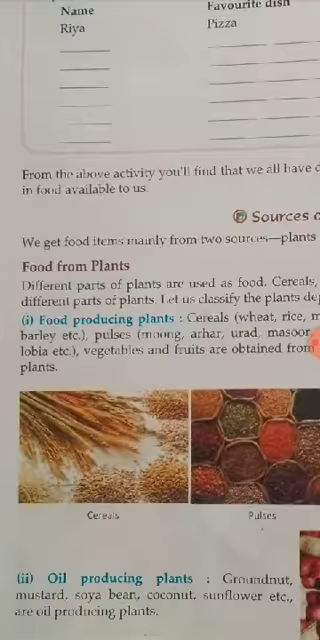 Name Favourite dish
Riya Pizza
From the above activity you'll find that we all have
in food available to us.
Sources
We get food items mainly from two sources—plants
Food from Plants
Different parts of plants are used as food. Cereals,
different parts of plants. Let us classify the plants
(i) Food producing plants : Cereals (wheat, rice,
barley etc.), pulses (moong, arhar, urad, masoor,
lobia etc.), vegetables and fruits are obtained from
plants.
Cereals Pulses
(ii) Oil producing plants : Groundnut,
mustard, soya bean, coconut, sunflower etc.,
are oil producing plants.